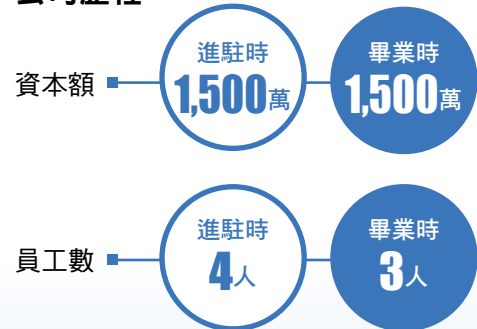 資本額
進駐時
1,500萬
畢業時
1,500萬
員工數
進駐時
4人
畢業時
3人